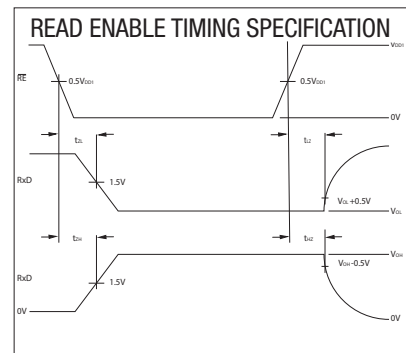 READ ENABLE TIMING SPECIFICATION
VDD1
RE
0.5VDD1
0.5VDD1
0V
tZL
tLZ
RxD
1.5V
VOL+0.5V
VOL
tZH
tHZ
VOH
RxD
1.5V
VOH-0.5V
0V
0V